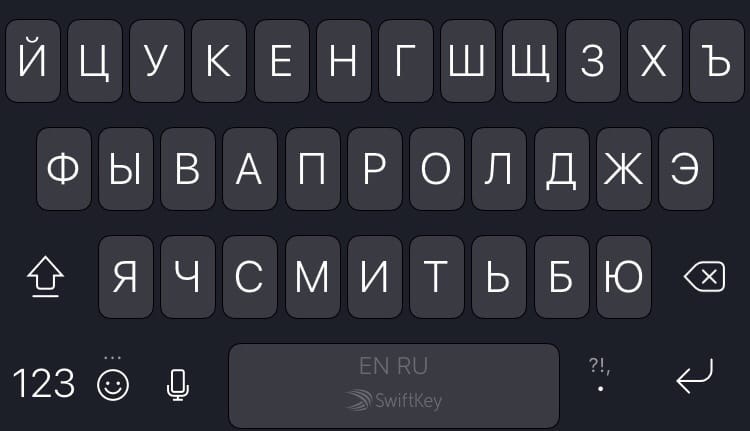 Й Ц У К Е Н Г Ш Щ З Х Ъ
Ф Ы В А П Р О Л Д Ж Э
Я Ч С М И Т Ь Б Ю
123 ... EN RU ?!,
SwiftKey .